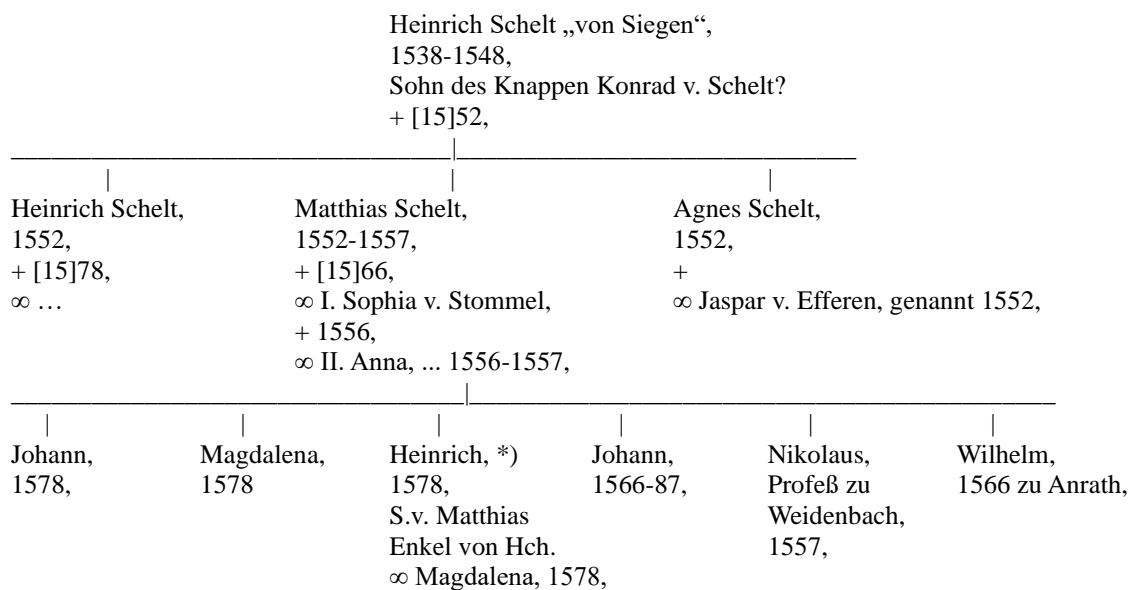 Heinrich Schelt „von Siegen“,
1538-1548,
Sohn des Knappen Konrad v. Schelt?
+ [15]52,
Heinrich Schelt,
1552,
+ [15]78,
∞ …
Matthias Schelt,
1552-1557,
+ [15]66,
∞ I. Sophia v. Stommel,
+ 1556,
∞ II. Anna, ... 1556-1557,
Agnes Schelt,
1552,
+
∞ Jaspar v. Efferen, genannt 1552,
Johann,
1578,
Magdalena,
1578
Heinrich, *)
1578,
S.v. Matthias
Enkel von Hch.
∞ Magdalena, 1578,
Johann,
1566-87,
Nikolaus,
Profeß zu
Weidenbach,
1557,
Wilhelm,
1566 zu Anrath,